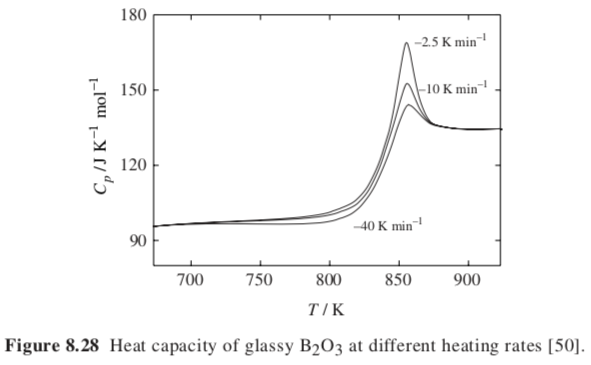 180
150
120
90
C_p /J K⁻¹ mol⁻¹
–2.5 K min⁻¹
–10 K min⁻¹
–40 K min⁻¹
700 750 800 850 900
T / K
Figure 8.28 Heat capacity of glassy B₂O₃ at different heating rates [50].